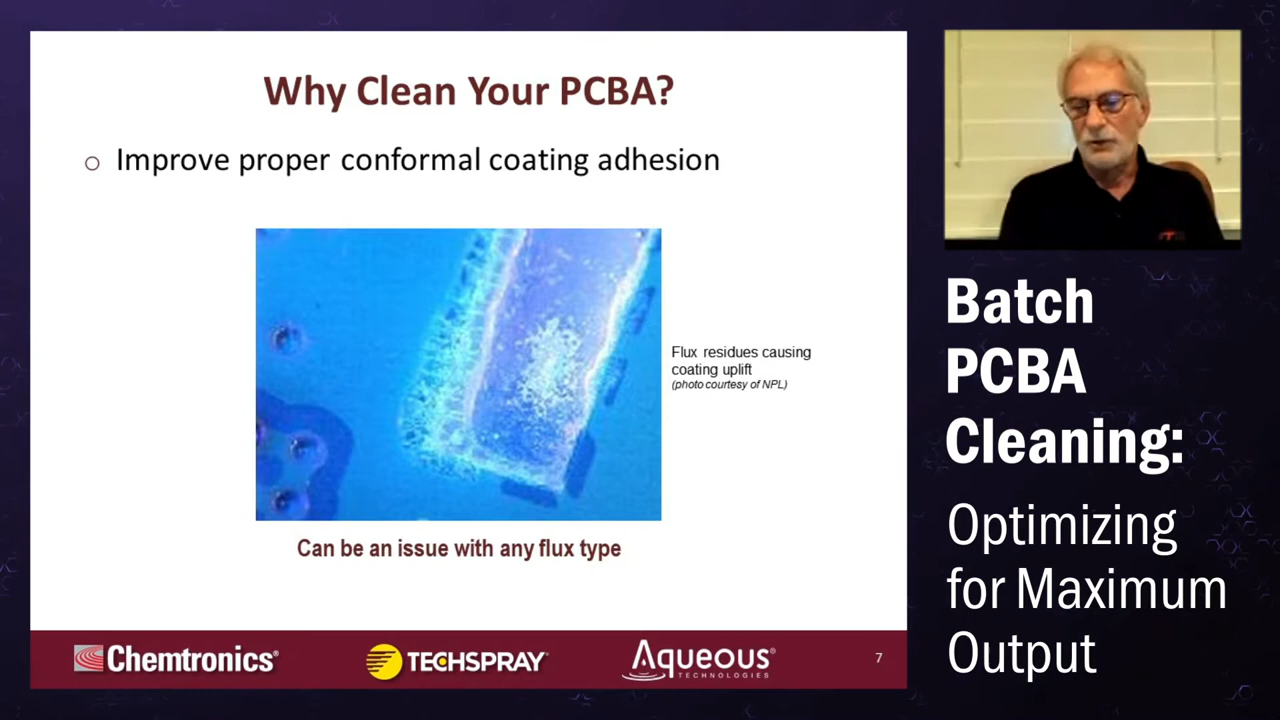 Why Clean Your PCBA?
Improve proper conformal coating adhesion
Flux residues causing
coating uplift
(photo courtesy of NPL)
Can be an issue with any flux type
Chemtronics®
TECHSPRAY®
Aqueous®
TECHNOLOGIES
7
Batch
PCBA
Cleaning:
Optimizing
for Maximum
Output